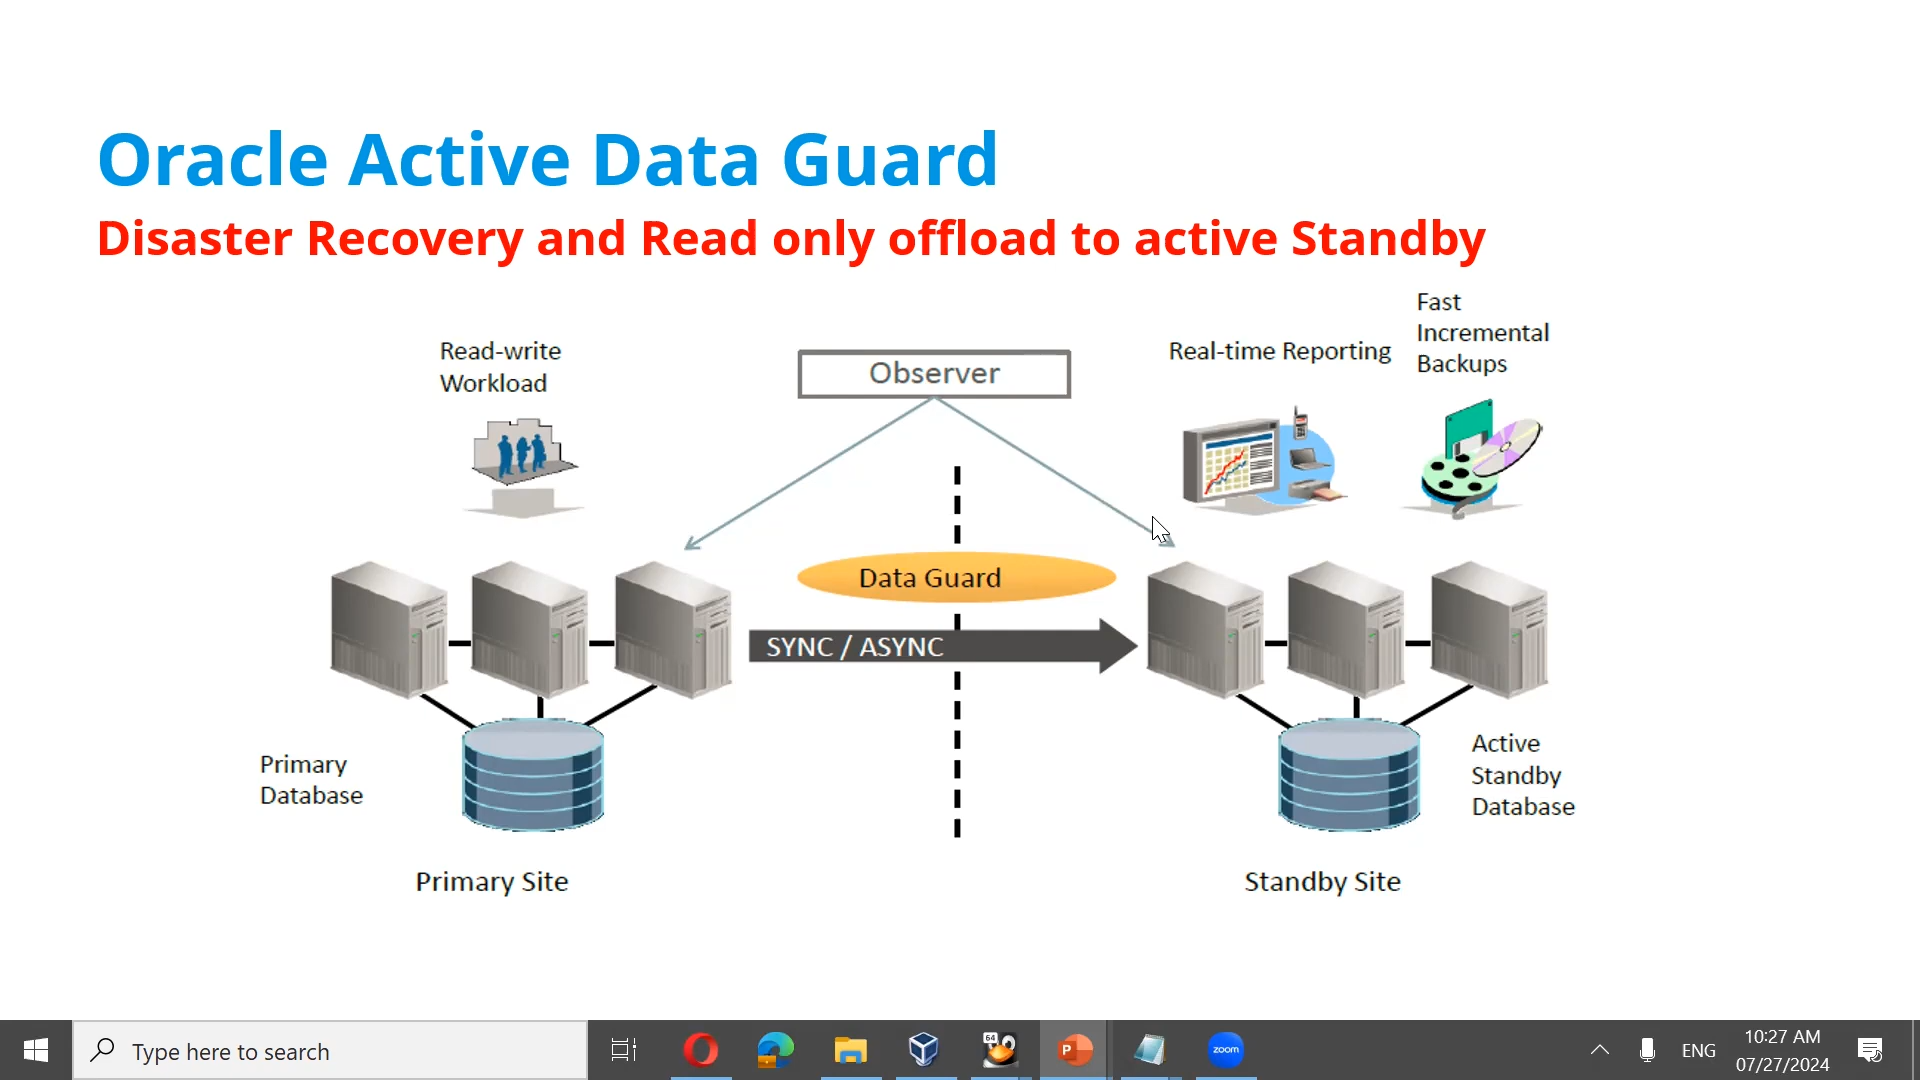 Oracle Active Data Guard
Disaster Recovery and Read only offload to active Standby
Read-write
Workload
Observer
Real-time Reporting
Fast
Incremental
Backups
Data Guard
SYNC / ASYNC
Primary
Database
Active
Standby
Database
Primary Site
Standby Site
Type here to search
64
P
zoom
ENG
10:27 AM
07/27/2024